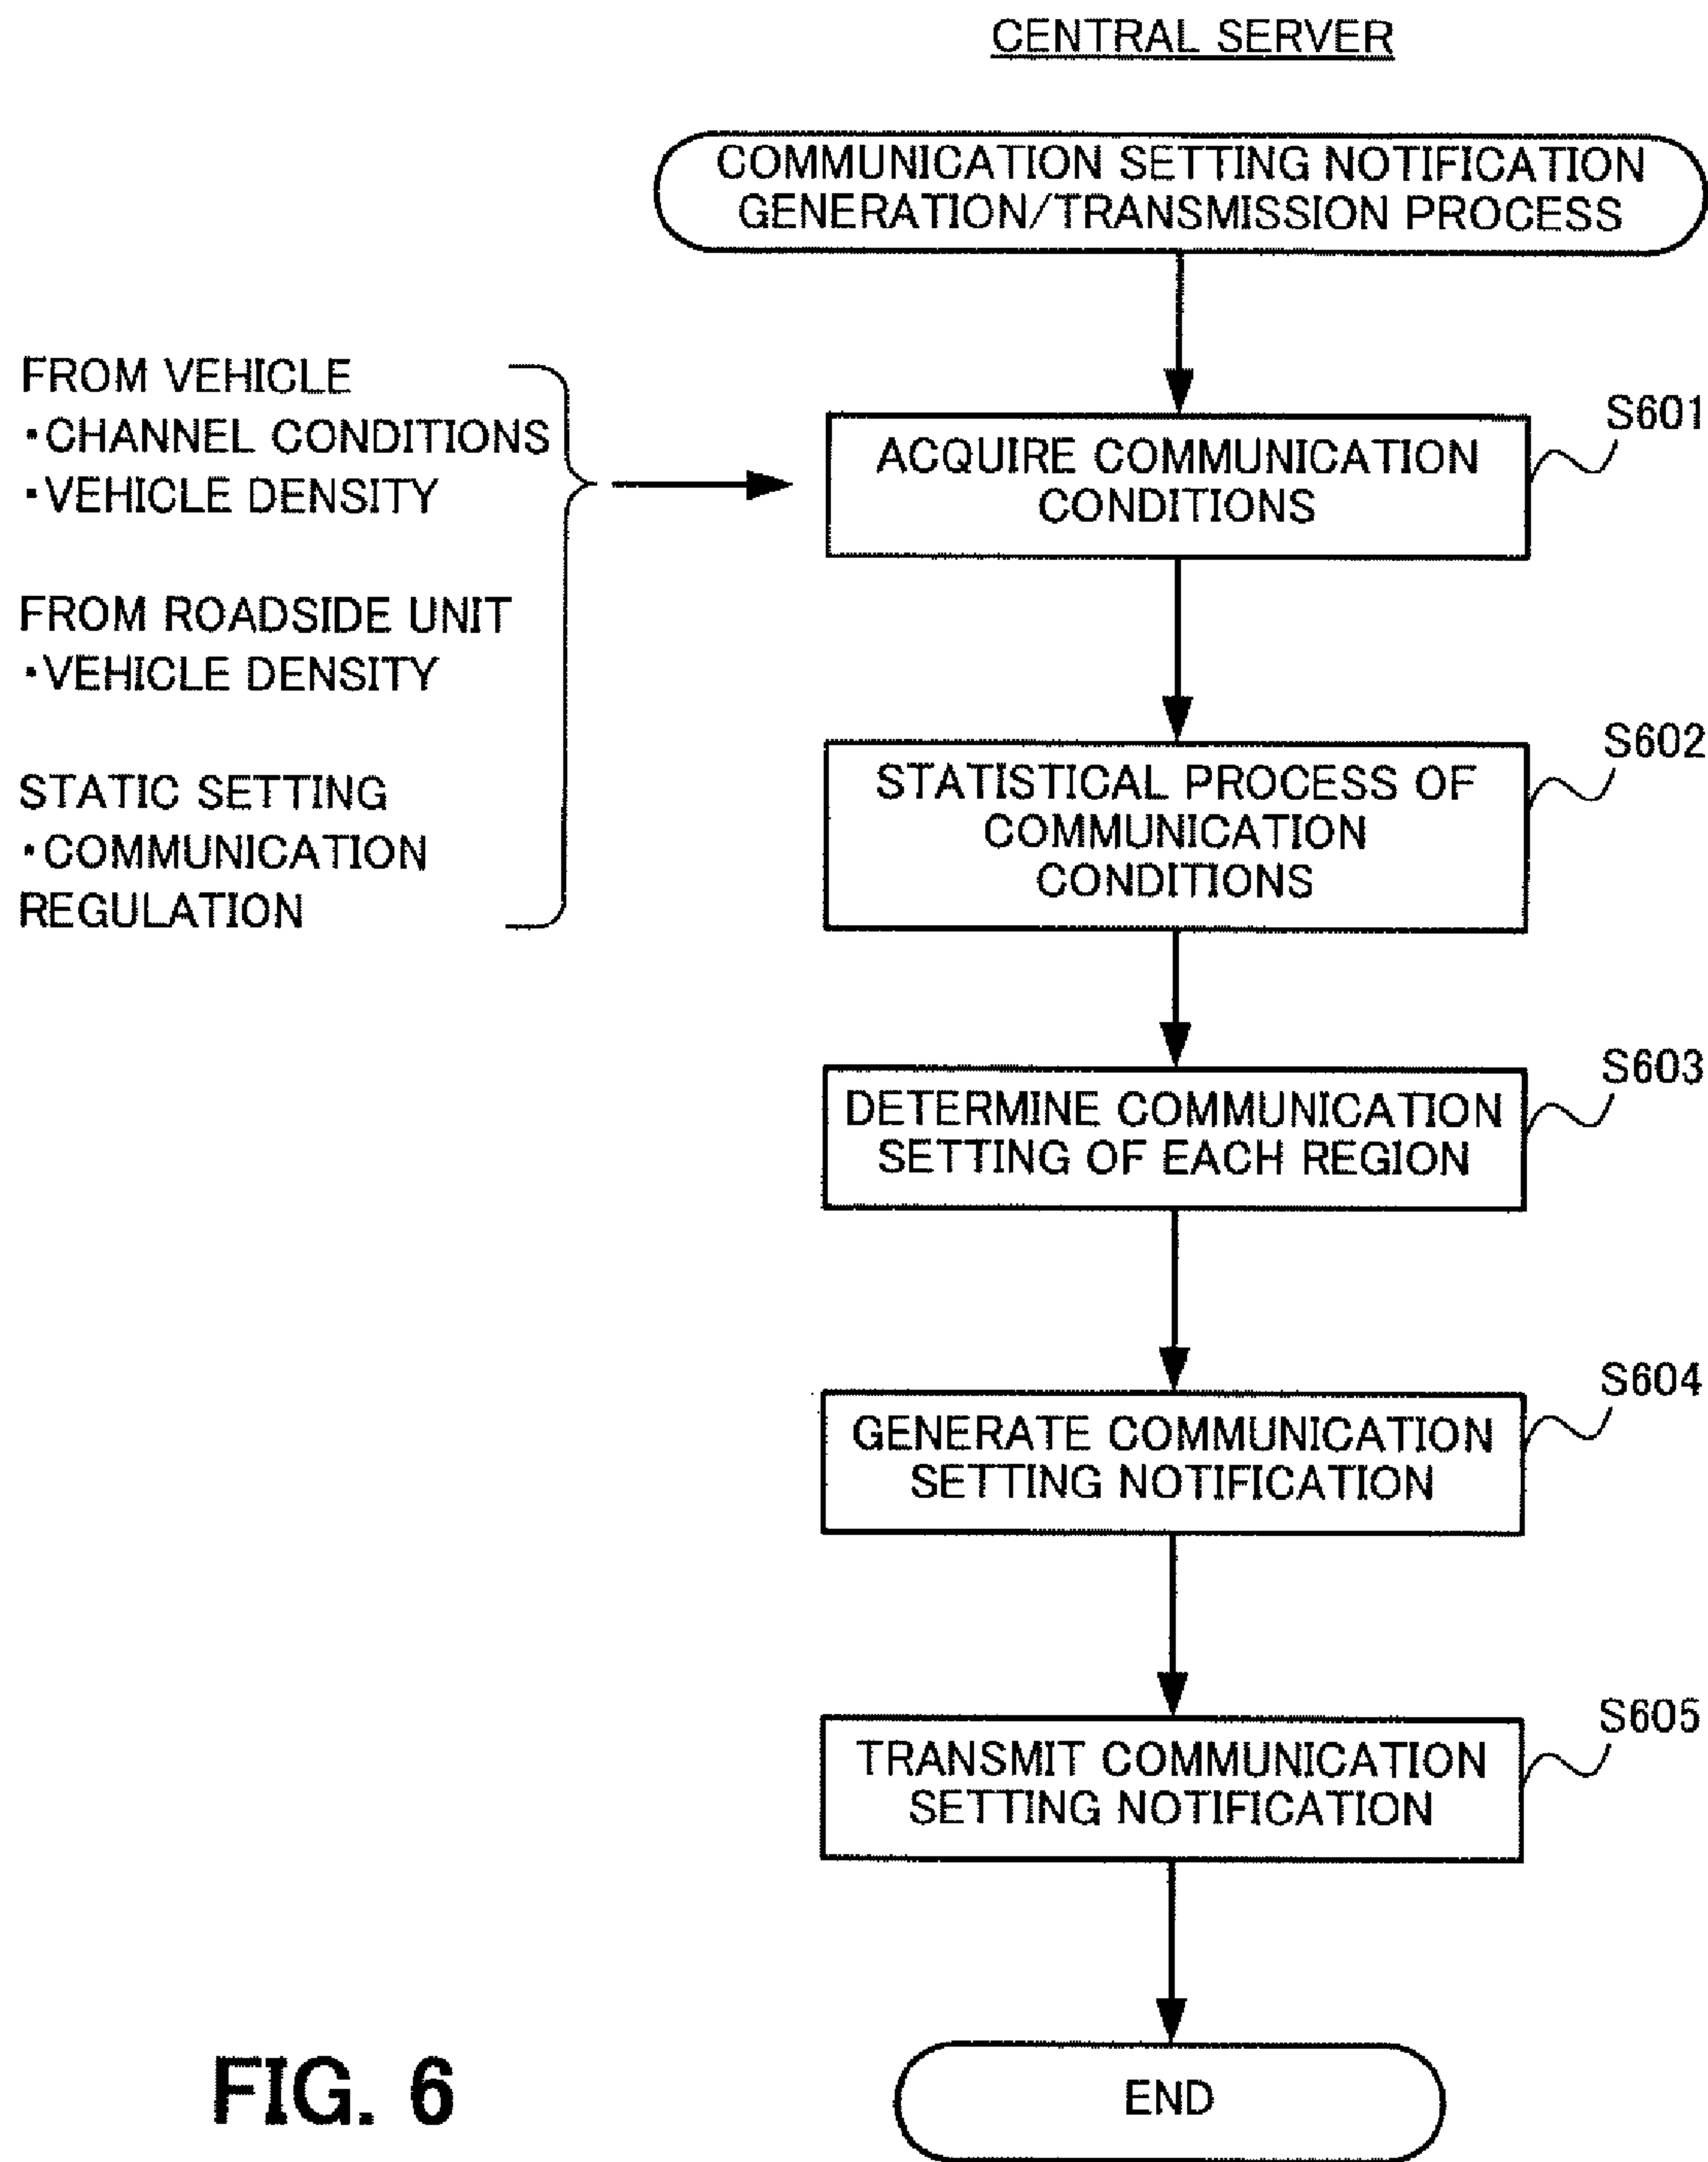 CENTRAL SERVER
COMMUNICATION SETTING NOTIFICATION
GENERATION/TRANSMISSION PROCESS
FROM VEHICLE
・CHANNEL CONDITIONS
・VEHICLE DENSITY
FROM ROADSIDE UNIT
・VEHICLE DENSITY
STATIC SETTING
・COMMUNICATION
REGULATION
S601
ACQUIRE COMMUNICATION
CONDITIONS
S602
STATISTICAL PROCESS OF
COMMUNICATION
CONDITIONS
S603
DETERMINE COMMUNICATION
SETTING OF EACH REGION
S604
GENERATE COMMUNICATION
SETTING NOTIFICATION
S605
TRANSMIT COMMUNICATION
SETTING NOTIFICATION
END
FIG. 6